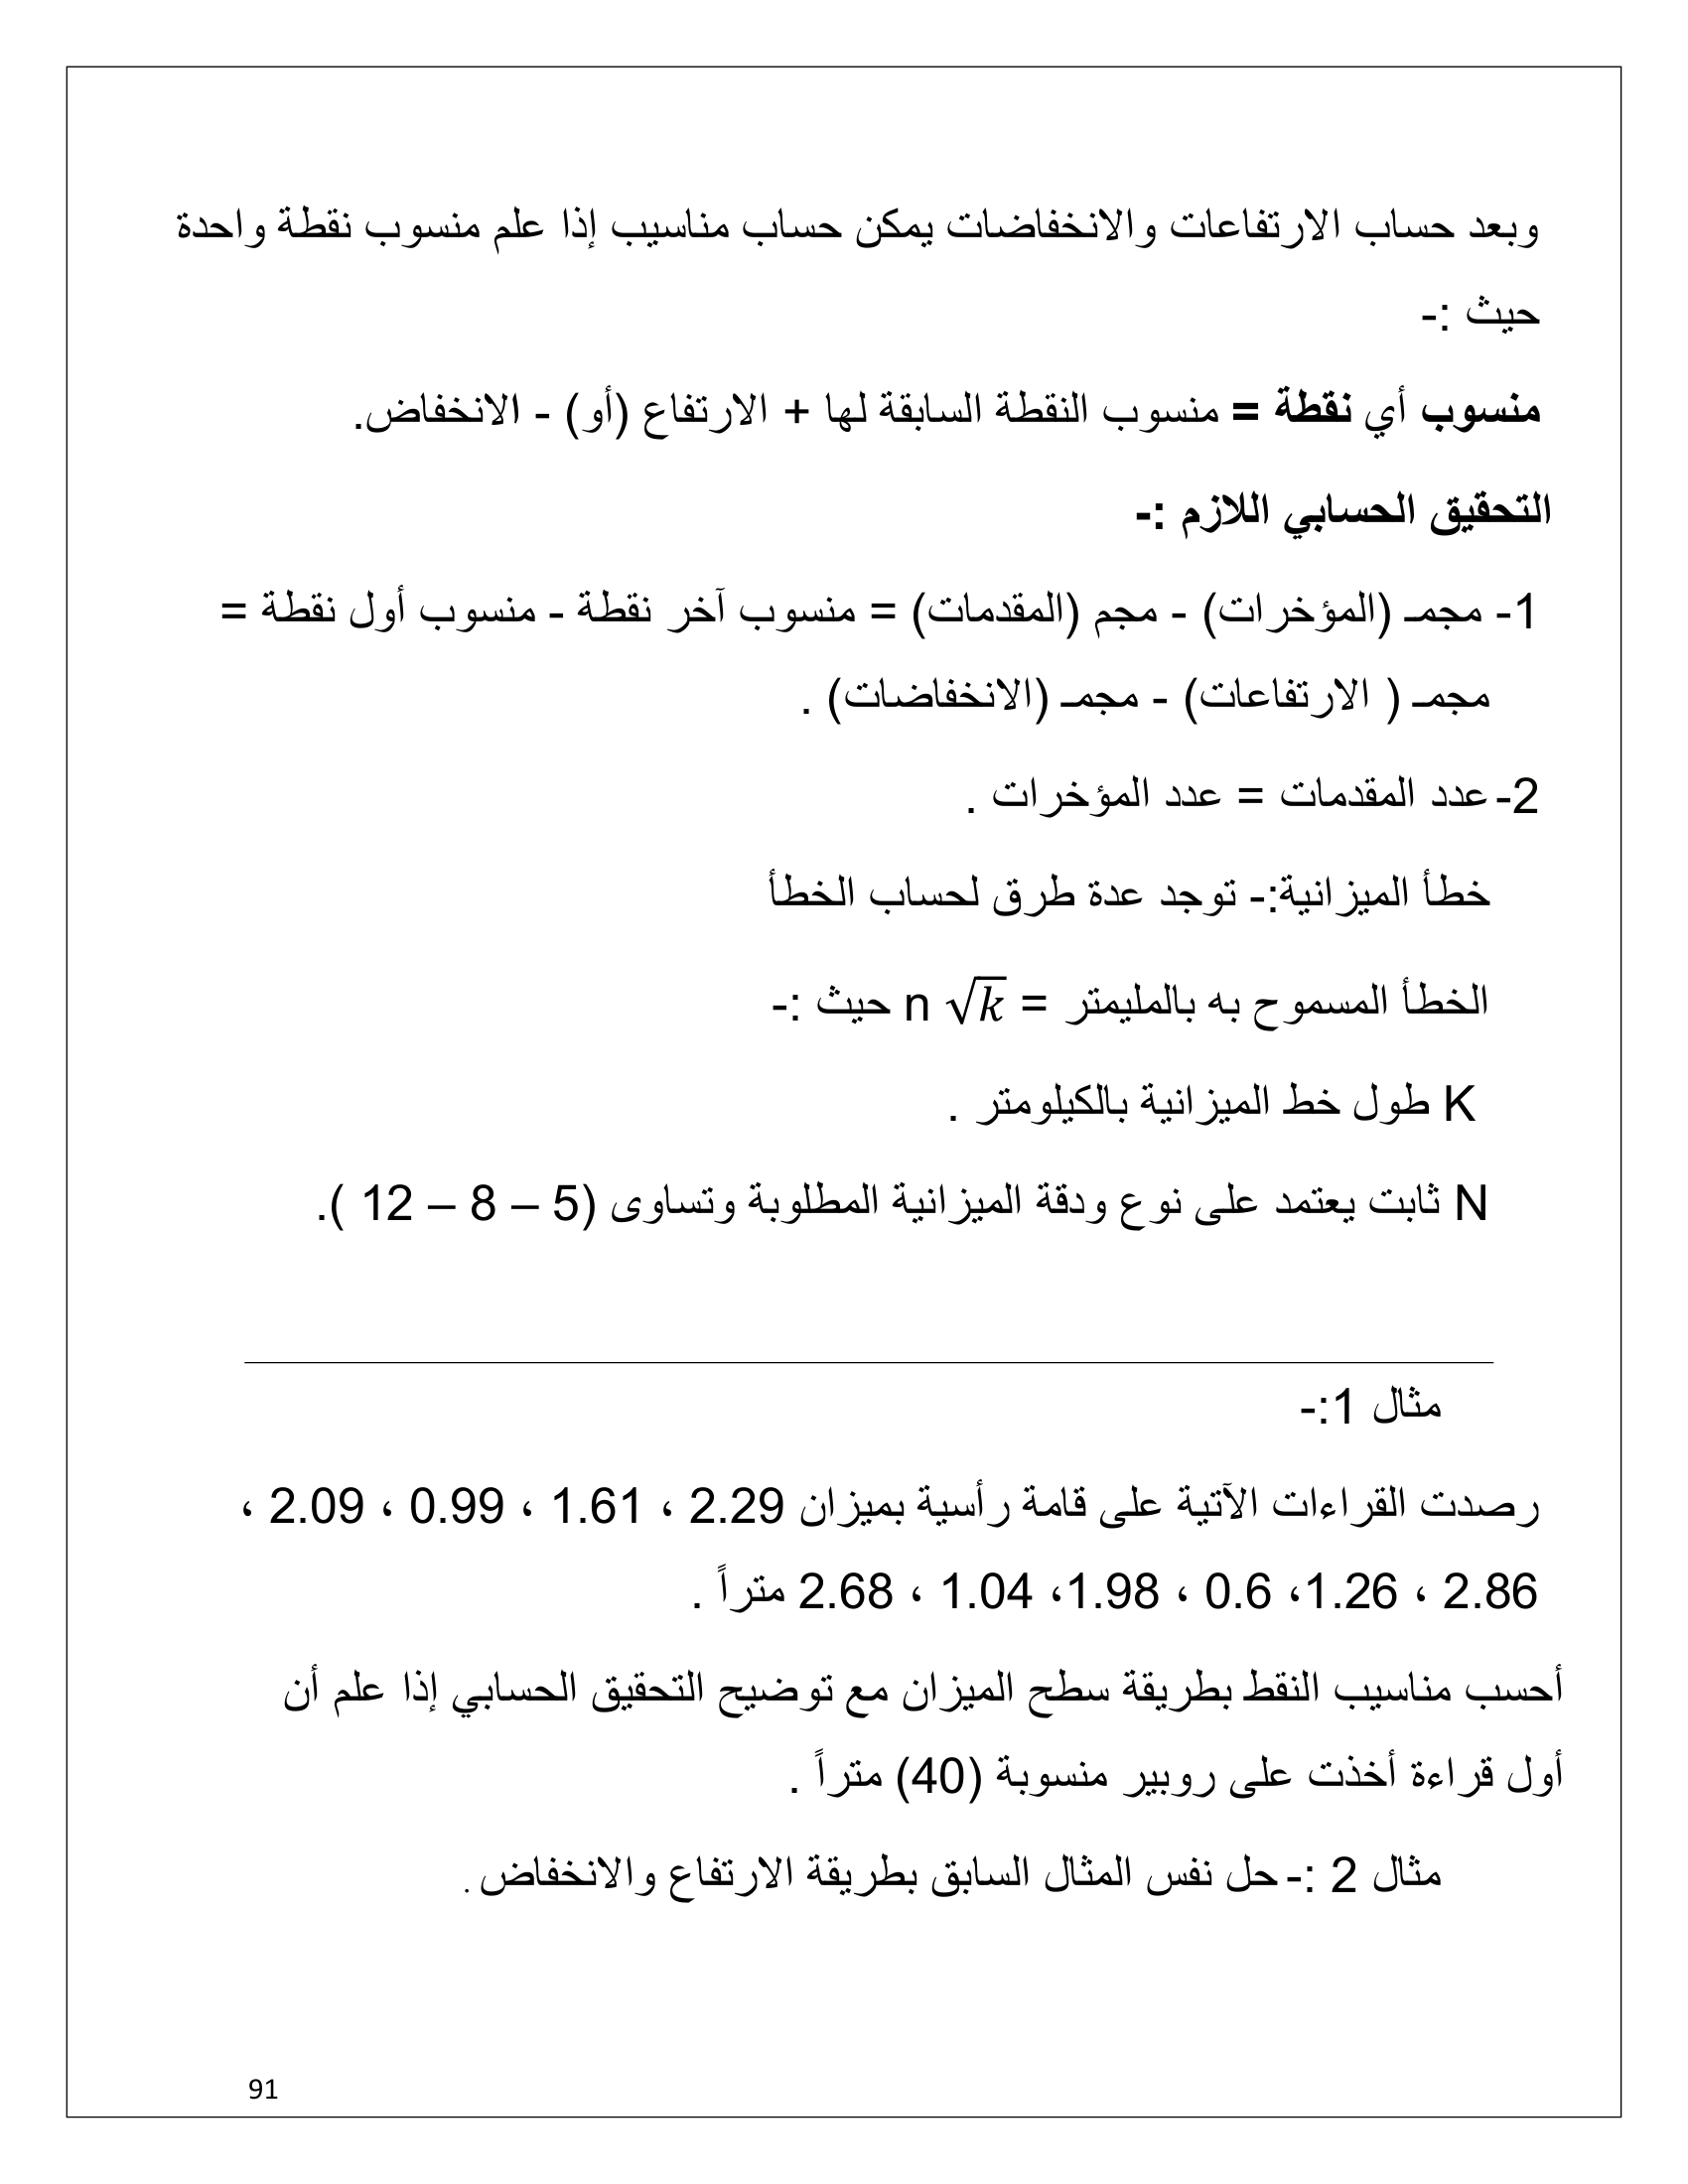 وبعد حساب الارتفاعات والانخفاضات يمكن حساب مناسيب إذا علم منسوب نقطة واحدة
حيث :-
منسوب أي نقطة = منسوب النقطة السابقة لها + الارتفاع (أو) - الانخفاض.
التحقيق الحسابي اللازم :-
1- مجمـ (المؤخرات) - مجم (المقدمات) = منسوب آخر نقطة - منسوب أول نقطة =
مجمـ ( الارتفاعات) - مجمـ (الانخفاضات) .
2- عدد المقدمات = عدد المؤخرات .
خطأ الميزانية:- توجد عدة طرق لحساب الخطأ
الخطأ المسموح به بالمليمتر = n √k حيث :-
K طول خط الميزانية بالكيلومتر .
N ثابت يعتمد على نوع ودقة الميزانية المطلوبة وتساوى (5 – 8 – 12 ).
مثال 1:-
رصدت القراءات الآتية على قامة رأسية بميزان 2.29 ، 1.61 ، 0.99 ، 2.09 ،
2.86 ، 1.26، 0.6 ، 1.98، 1.04 ، 2.68 متراً .
أحسب مناسيب النقط بطريقة سطح الميزان مع توضيح التحقيق الحسابي إذا علم أن
أول قراءة أخذت على روبير منسوبة (40) متراً .
مثال 2 :- حل نفس المثال السابق بطريقة الارتفاع والانخفاض .
91